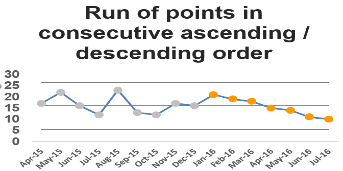 Run of points in
consecutive ascending /
descending order
30
25
20
15
10
5
0
Apr-15 May-15 Jun-15 Jul-15 Aug-15 Sep-15 Oct-15 Nov-15 Dec-15 Jan-16 Feb-16 Mar-16 Apr-16 May-16 Jun-16 Jul-16